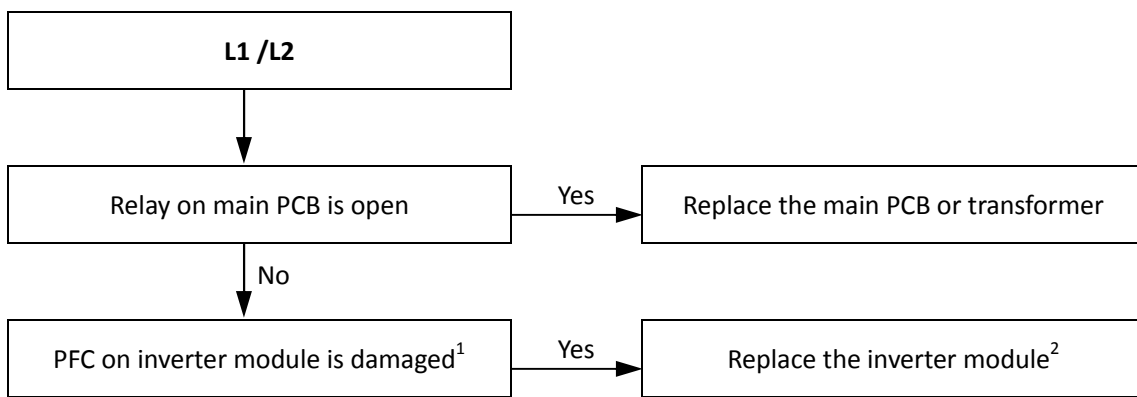 L1 /L2
Relay on main PCB is open
Yes
Replace the main PCB or transformer
No
PFC on inverter module is damaged¹
Yes
Replace the inverter module²